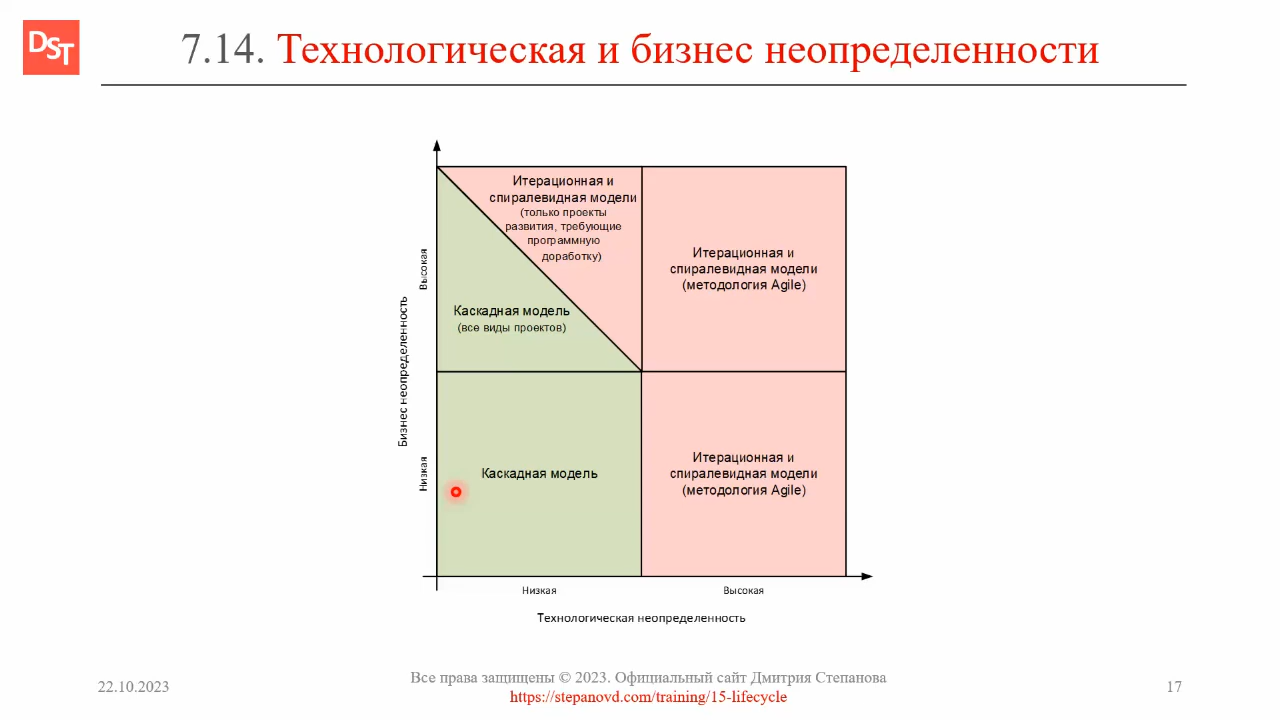 DST
7.14. Технологическая и бизнес неопределенности
Итерационная и
спиралевидная модели
(только проекты
развития, требующие
программную
доработку)
Итерационная и
спиралевидная модели
(методология Agile)
Высокая
Каскадная модель
(все виды проектов)
Бизнес неопределенность
Каскадная модель
Итерационная и
спиралевидная модели
(методология Agile)
Низкая
Низкая
Высокая
Технологическая неопределенность
22.10.2023
Все права защищены © 2023. Официальный сайт Дмитрия Степанова
https://stepanovd.com/training/15-lifecycle
17